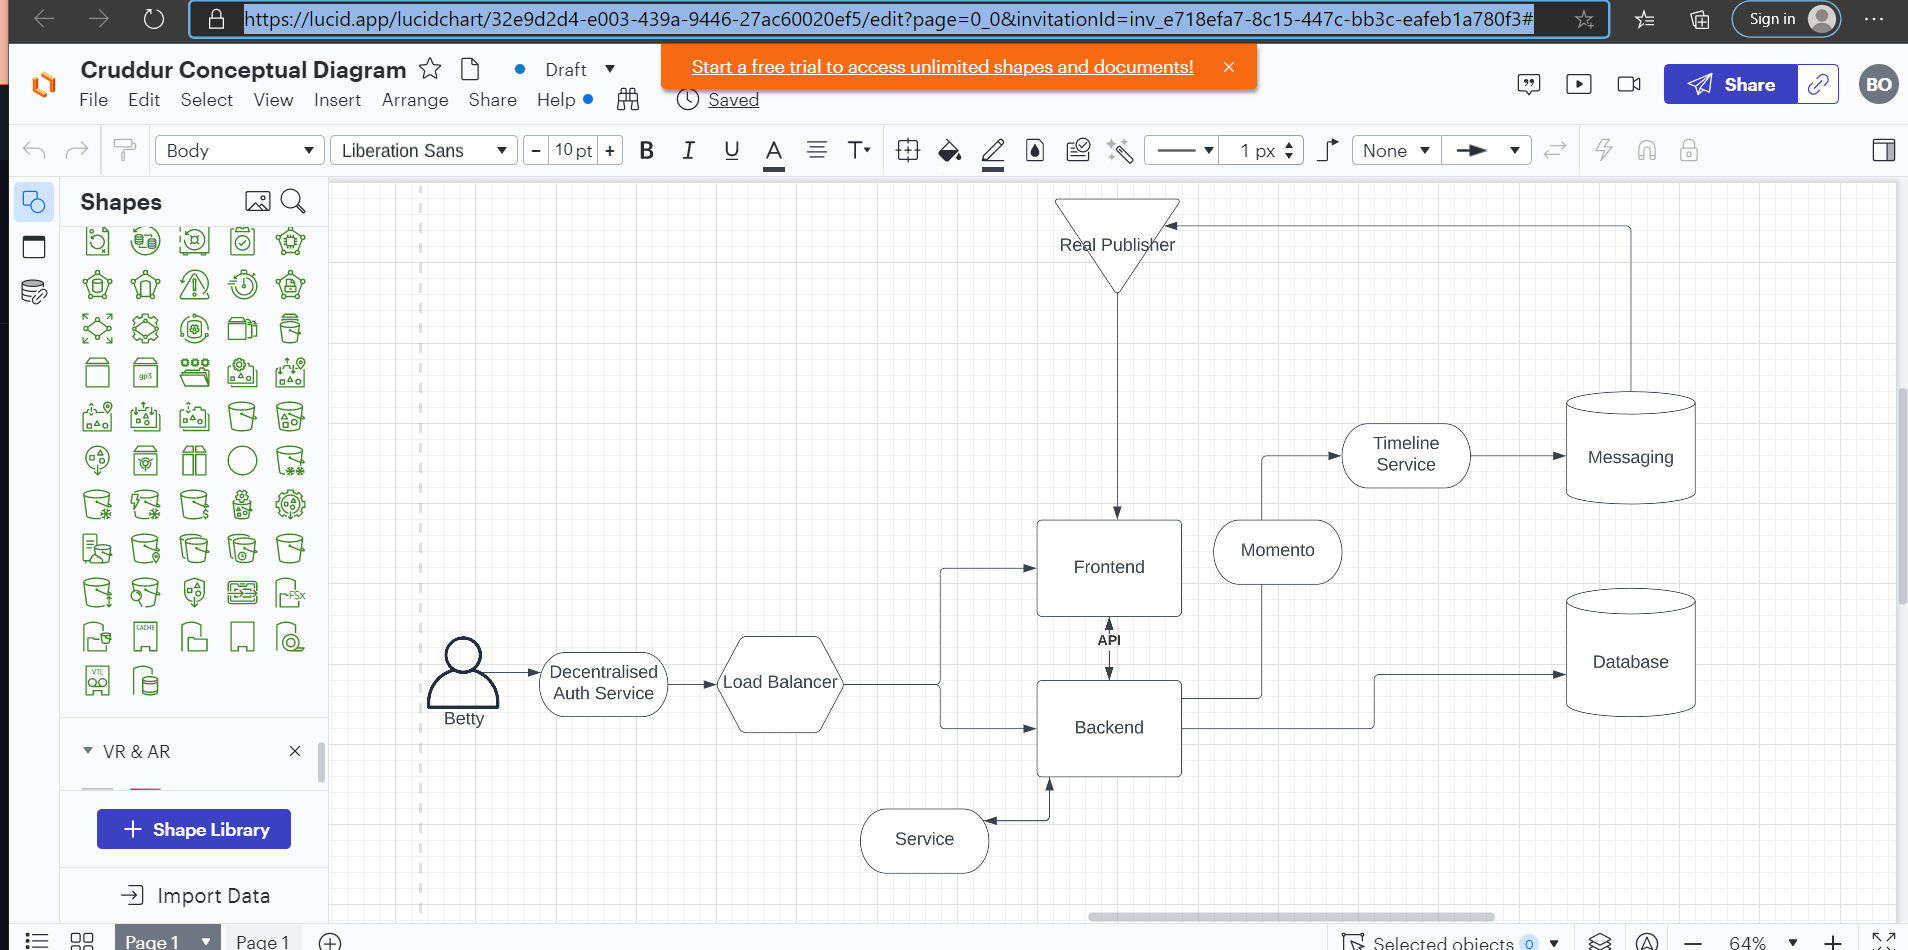 https://lucid.app/lucidchart/32e9d2d4-e003-439a-9446-27ac60020ef5/edit?page=0_0&invitationId=inv_e718efa7-8c15-447c-bb3c-eafeb1a780f3#
Sign in
Cruddur Conceptual Diagram
Draft
Start a free trial to access unlimited shapes and documents!
Share
BO
File Edit Select View Insert Arrange Share Help
Saved
Body
Liberation Sans
- 10 pt +
B I U A T
1 px
None
Shapes
gp3
FSx
CACHE
VTL
VR & AR
+ Shape Library
Import Data
Real Publisher
Timeline
Service
Messaging
Momento
Frontend
API
Database
Decentralised
Auth Service
Load Balancer
Betty
Backend
Service
Page 1
Page 1
Selected objects 0
64%